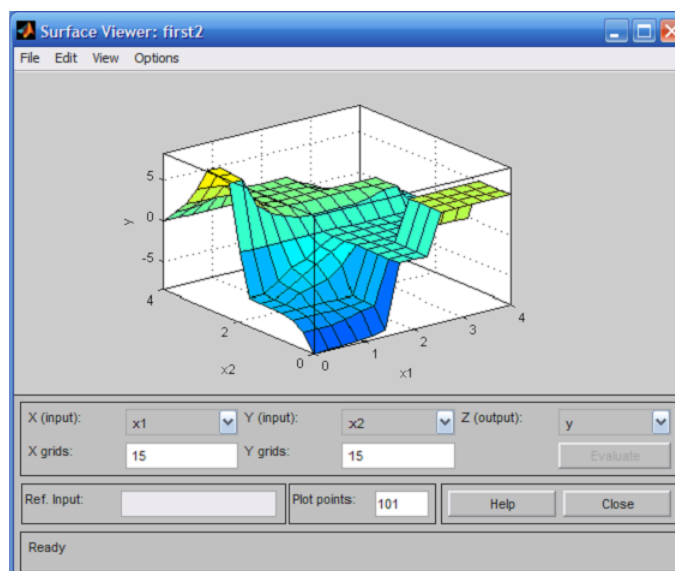 Surface Viewer: first2
File Edit View Options
5
0
-5
y
4
2
0
x2
0
1
2
3
4
x1
X (input): x1 Y (input): x2 Z (output): y
X grids: 15 Y grids: 15 Evaluate
Ref. Input: Plot points: 101 Help Close
Ready